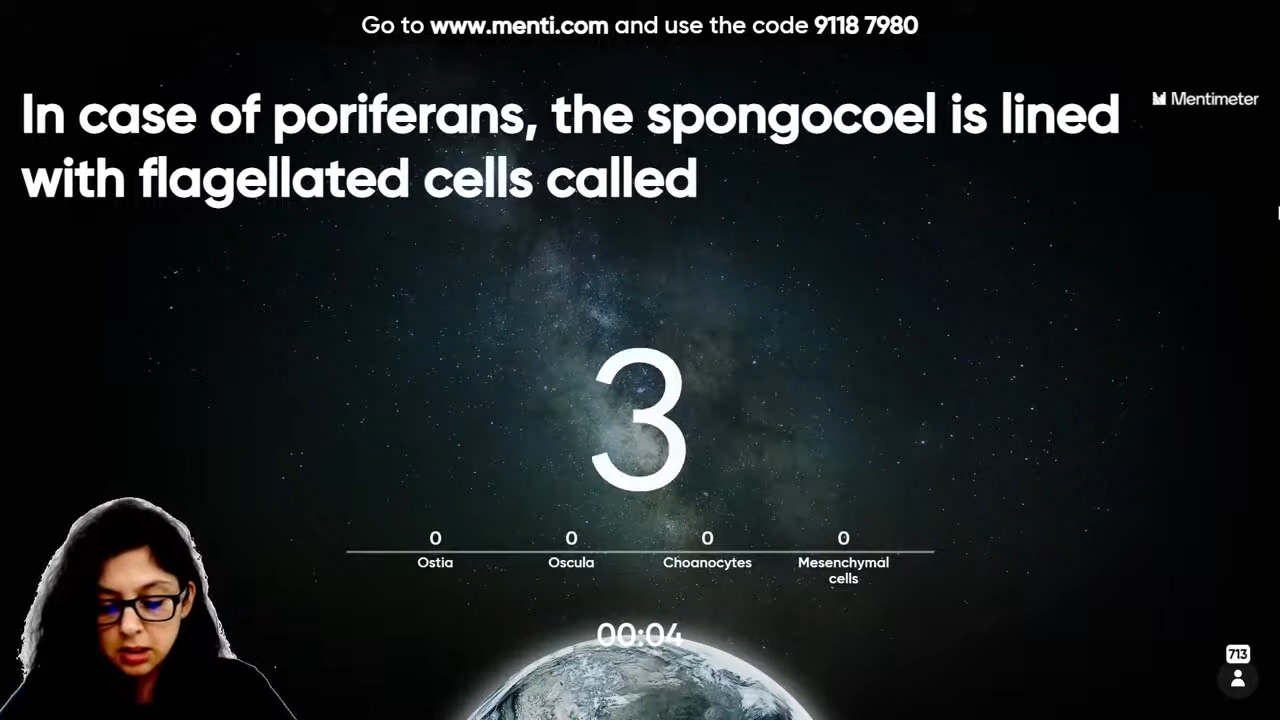 Go to www.menti.com and use the code 9118 7980
In case of poriferans, the spongocoel is lined
with flagellated cells called
Mentimeter
3
0 0 0 0
Ostia Oscula Choanocytes Mesenchymal
cells
00:04
713